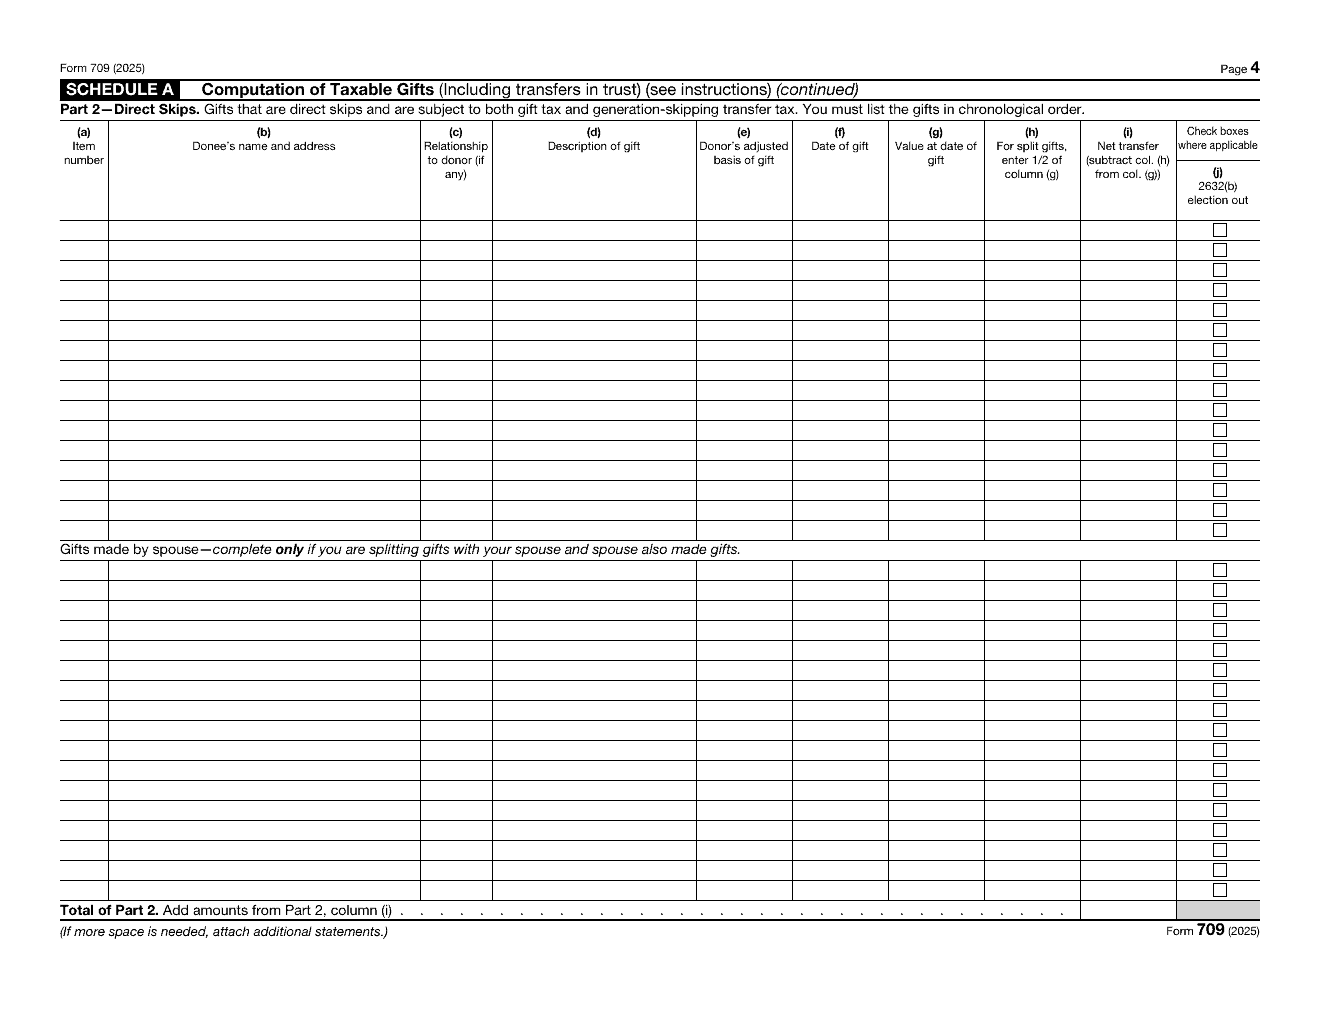 Form 709 (2025) Page 4
SCHEDULE A Computation of Taxable Gifts (Including transfers in trust) (see instructions) (continued)
Part 2—Direct Skips. Gifts that are direct skips and are subject to both gift tax and generation-skipping transfer tax. You must list the gifts in chronological order.
(a)
Item
number
(b)
Donee's name and address
(c)
Relationship
to donor (if
any)
(d)
Description of gift
(e)
Donor's adjusted
basis of gift
(f)
Date of gift
(g)
Value at date of
gift
(h)
For split gifts,
enter 1/2 of
column (g)
(i)
Net transfer
(subtract col. (h)
from col. (g))
Check boxes
where applicable
(j)
2632(b)
election out
Gifts made by spouse—complete only if you are splitting gifts with your spouse and spouse also made gifts.
Total of Part 2. Add amounts from Part 2, column (i) . . . . . . . . . . . . . . . . . . . . . . . . . . . . . . . . . .
(If more space is needed, attach additional statements.) Form 709 (2025)